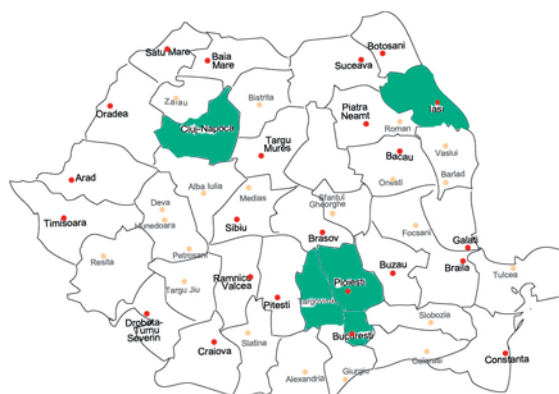 Botosani
Satu Mare
Baia
Mare
Suceava
Zalau
Bistrita
Oradea
Piatra
Neamt
Iasi
Cluj-Napoca
Roman
Targu
Mures
Bacau
Vaslui
Arad
Alba Iulia
Medias
Onesti
Barlad
Deva
Hunedoara
Sfantul
Gheorghe
Timisoara
Sibiu
Brasov
Focsani
Galati
Petrosani
Resita
Ramnicu
Valcea
Buzau
Braila
Tulcea
Targu Jiu
Pitesti
Ploiesti
Drobeta-
Turnu
Severin
Slobozia
Craiova
Slatina
Bucuresti
Calarasi
Constanta
Alexandria
Giurgiu